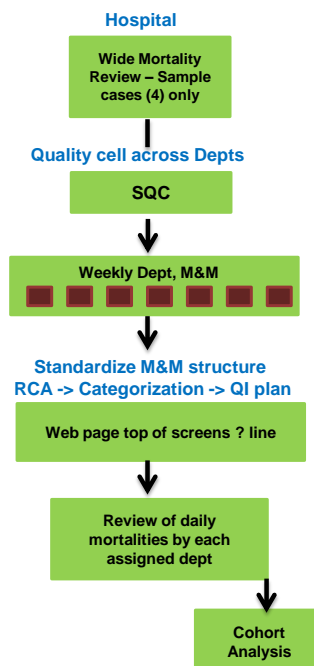 Hospital
Wide Mortality
Review – Sample
cases (4) only
Quality cell across Depts
SQC
Weekly Dept, M&M
Standardize M&M structure
RCA -> Categorization -> QI plan
Web page top of screens ? line
Review of daily
mortalities by each
assigned dept
Cohort
Analysis